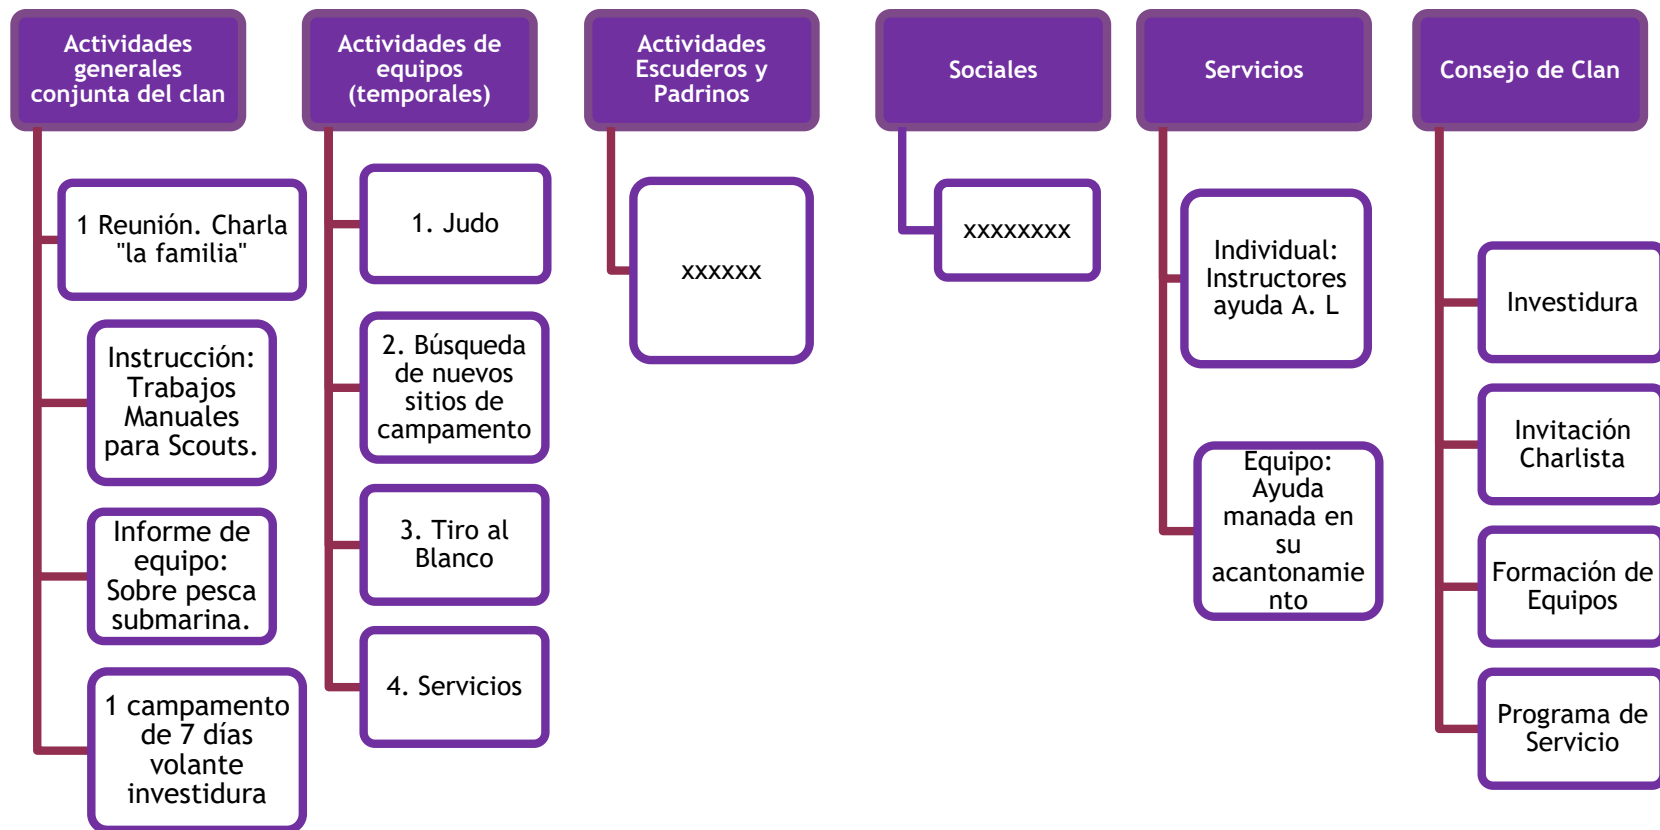 Actividades
generales
conjunta del clan
1 Reunión. Charla
"la familia"
Instrucción:
Trabajos
Manuales
para Scouts.
Informe de
equipo:
Sobre pesca
submarina.
1 campamento
de 7 días
volante
investidura
Actividades de
equipos
(temporales)
1. Judo
2. Búsqueda
de nuevos
sitios de
campamento
3. Tiro al
Blanco
4. Servicios
Actividades
Escuderos y
Padrinos
xxxxxx
Sociales
xxxxxxxx
Servicios
Individual:
Instructores
ayuda A. L
Equipo:
Ayuda
manada en
su
acantonamie
nto
Consejo de Clan
Investidura
Invitación
Charlista
Formación de
Equipos
Programa de
Servicio